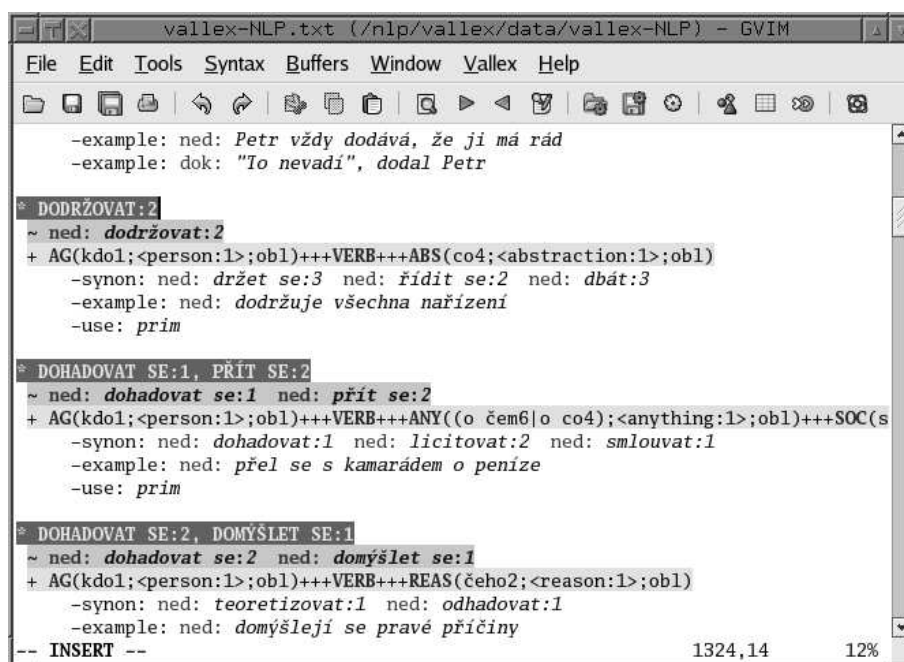 vallex-NLP.txt (/nlp/vallex/data/vallex-NLP) - GVIM
File Edit Tools Syntax Buffers Window Vallex Help
-example: ned: Petr vždy dodává, že ji má rád
-example: dok: "To nevadí", dodal Petr
* DODRŽOVAT:2
~ ned: dodržovat:2
+ AG(kdo1;<person:1>;obl)+++VERB+++ABS(co4;<abstraction:1>;obl)
-synon: ned: držet se:3 ned: řídit se:2 ned: dbát:3
-example: ned: dodržuje všechna nařízení
-use: prim
* DOHADOVAT SE:1, PŘÍT SE:2
~ ned: dohadovat se:1 ned: přít se:2
+ AG(kdo1;<person:1>;obl)+++VERB+++ANY((o čem6|o co4);<anything:1>;obl)+++SOC(s
-synon: ned: dohadovat:1 ned: licitovat:2 ned: smlouvat:1
-example: ned: přel se s kamarádem o peníze
-use: prim
* DOHADOVAT SE:2, DOMÝŠLET SE:1
~ ned: dohadovat se:2 ned: domýšlet se:1
+ AG(kdo1;<person:1>;obl)+++VERB+++REAS(čeho2;<reason:1>;obl)
-synon: ned: teoretizovat:1 ned: odhadovat:1
-example: ned: domýšlejí se pravé příčiny
-- INSERT -- 1324,14 12%